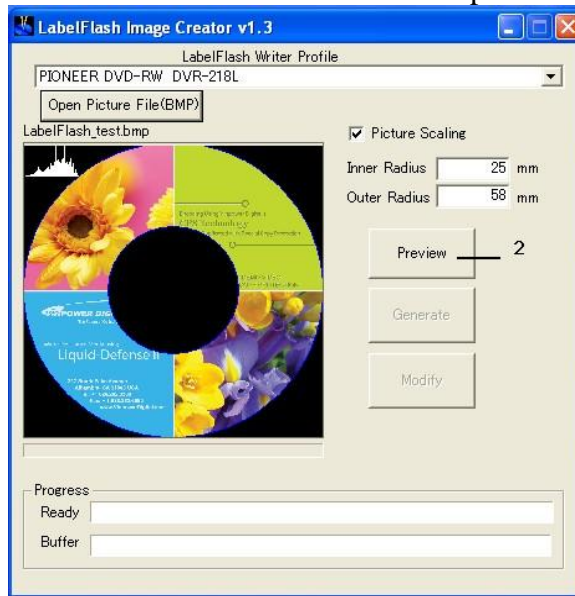 LabelFlash Image Creator v1.3
LabelFlash Writer Profile
PIONEER DVD-RW DVR-218L
Open Picture File(BMP)
LabelFlash_test.bmp
Picture Scaling
Inner Radius 25 mm
Outer Radius 58 mm
Preview 2
Generate
Modify
Liquid Defense II
Progress
Ready
Buffer